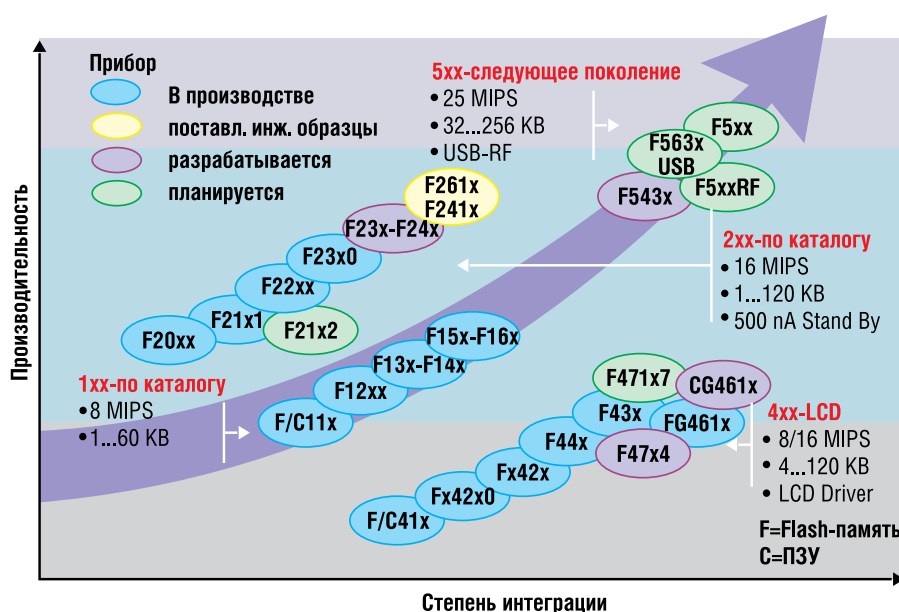 Производительность
Прибор
В производстве
поставл. инж. образцы
разрабатывается
планируется
5xx-следующее поколение
• 25 MIPS
• 32...256 KB
• USB-RF
F5xx
F563x
USB
F5xxRF
F543x
F261x
F241x
F23x-F24x
F23x0
F22xx
F21x1
F21x2
F20xx
2xx-по каталогу
• 16 MIPS
• 1...120 KB
• 500 nA Stand By
1xx-по каталогу
• 8 MIPS
• 1...60 KB
F15x-F16x
F13x-F14x
F12xx
F/C11x
F471x7
CG461x
F43x
FG461x
F44x
F47x4
Fx42x
Fx42x0
F/C41x
4xx-LCD
• 8/16 MIPS
• 4...120 KB
• LCD Driver
F=Flash-память
C=ПЗУ
Степень интеграции